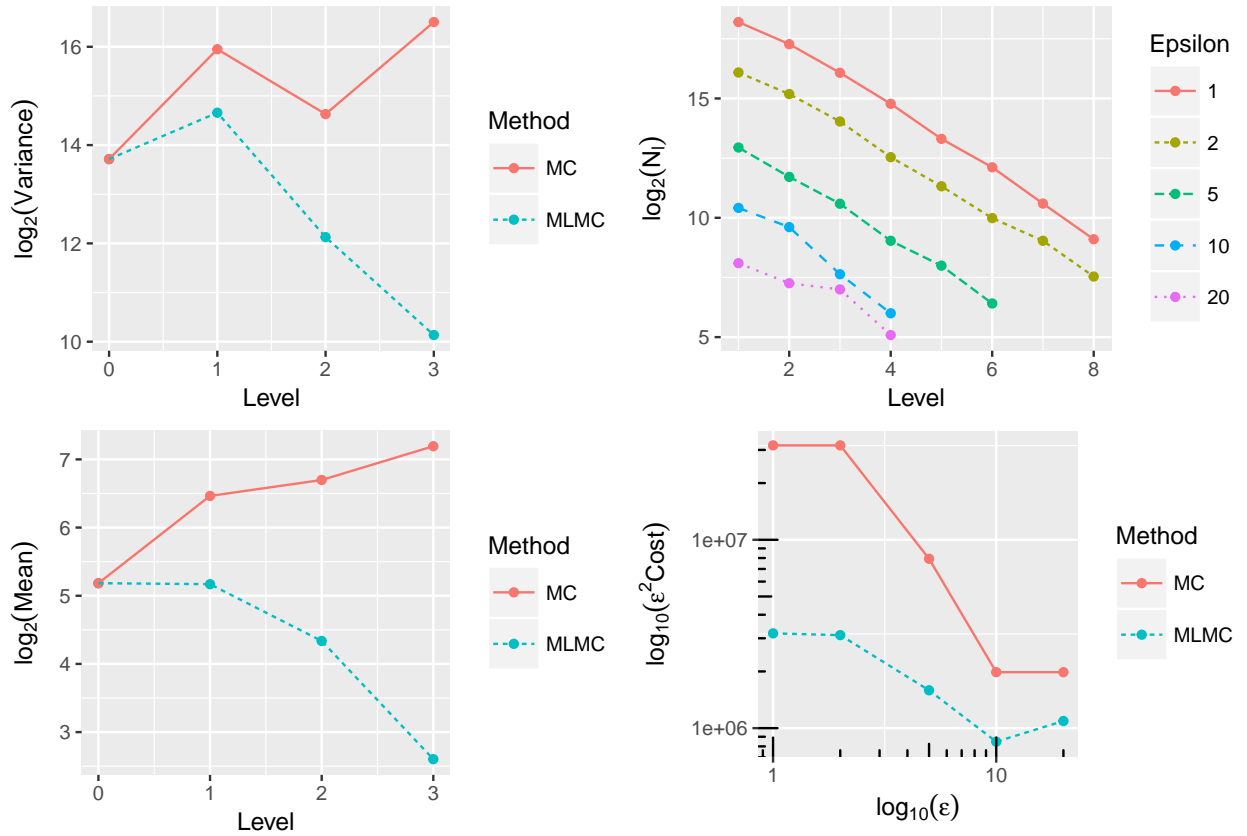 log₂(Variance)
16
14
12
10
0
1
2
3
Level
Method
MC
MLMC
log₂(Nₗ)
15
10
5
2
4
6
8
Level
Epsilon
1
2
5
10
20
log₂(Mean)
7
6
5
4
3
0
1
2
3
Level
Method
MC
MLMC
log₁₀(ε²Cost)
1e+07
1e+06
1
10
log₁₀(ε)
Method
MC
MLMC